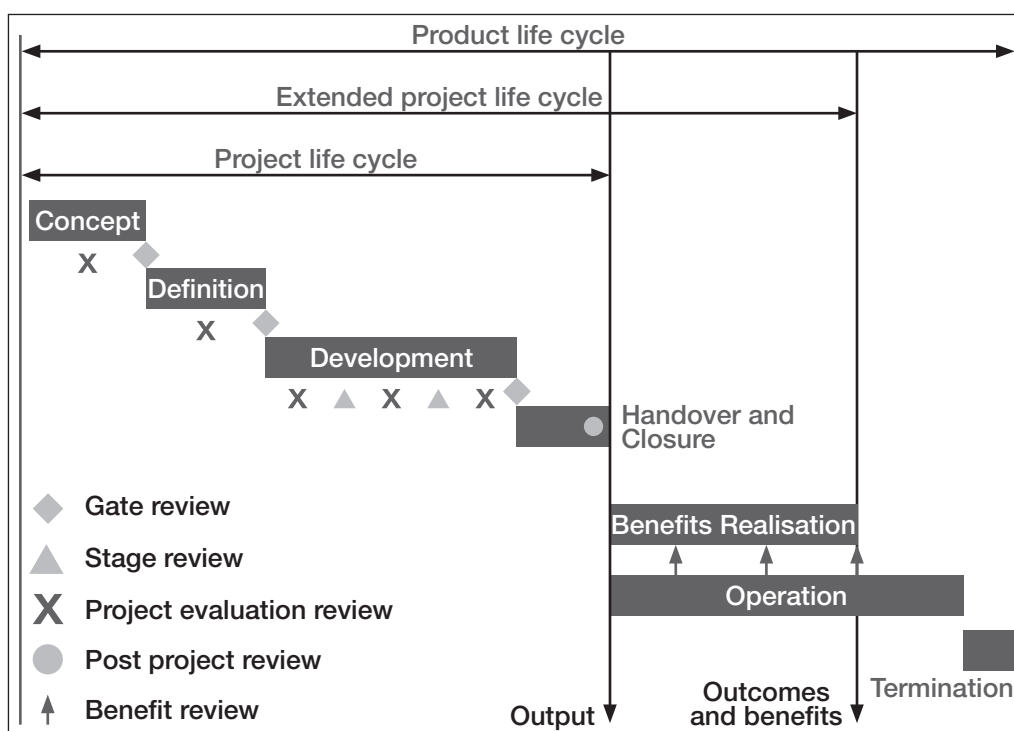 Product life cycle
Extended project life cycle
Project life cycle
Concept
X
Definition
X
Development
X X X
Handover and
Closure
Gate review
Stage review
X Project evaluation review
Post project review
Benefit review
Benefits Realisation
Operation
Termination
Output
Outcomes
and benefits